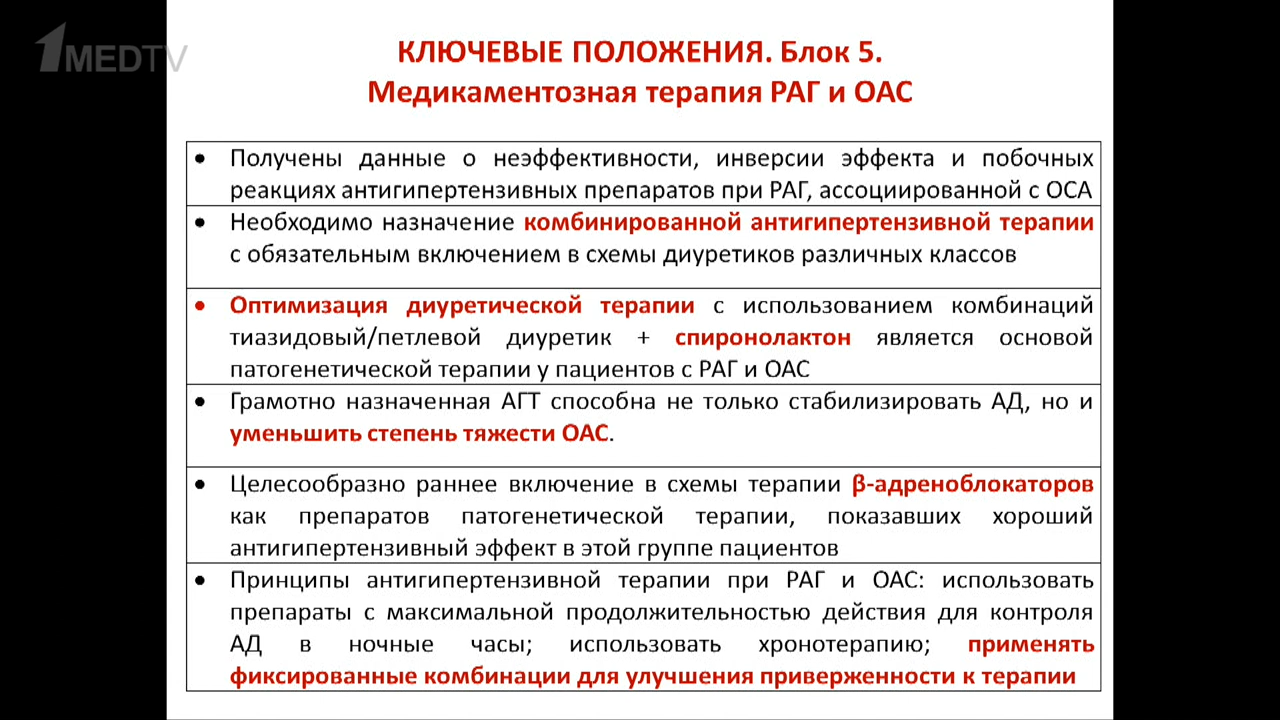 1MEDTV
КЛЮЧЕВЫЕ ПОЛОЖЕНИЯ. Блок 5.
Медикаментозная терапия РАГ и ОАС
• Получены данные о неэффективности, инверсии эффекта и побочных
реакциях антигипертензивных препаратов при РАГ, ассоциированной с ОСА
• Необходимо назначение комбинированной антигипертензивной терапии
с обязательным включением в схемы диуретиков различных классов
• Оптимизация диуретической терапии с использованием комбинаций
тиазидовый/петлевой диуретик + спиронолактон является основой
патогенетической терапии у пациентов с РАГ и ОАС
• Грамотно назначенная АГТ способна не только стабилизировать АД, но и
уменьшить степень тяжести ОАС.
• Целесообразно раннее включение в схемы терапии β-адреноблокаторов
как препаратов патогенетической терапии, показавших хороший
антигипертензивный эффект в этой группе пациентов
• Принципы антигипертензивной терапии при РАГ и ОАС: использовать
препараты с максимальной продолжительностью действия для контроля
АД в ночные часы; использовать хронотерапию; применять
фиксированные комбинации для улучшения приверженности к терапии